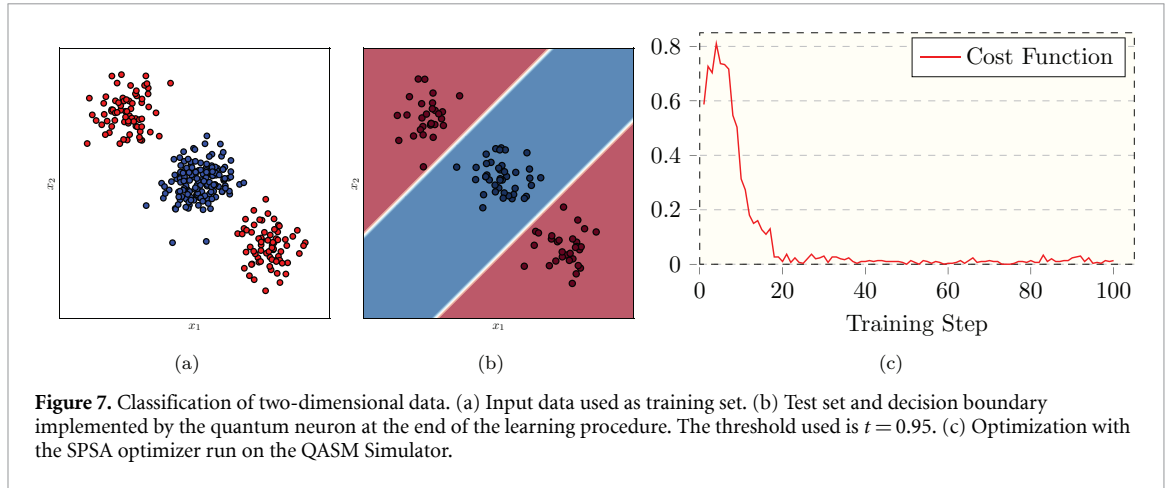 x₂
x₁
(a)
x₂
x₁
(b)
Cost Function
0.8
0.6
0.4
0.2
0
0 20 40 60 80 100
Training Step
(c)
Figure 7. Classification of two-dimensional data. (a) Input data used as training set. (b) Test set and decision boundary
implemented by the quantum neuron at the end of the learning procedure. The threshold used is t = 0.95. (c) Optimization with
the SPSA optimizer run on the QASM Simulator.